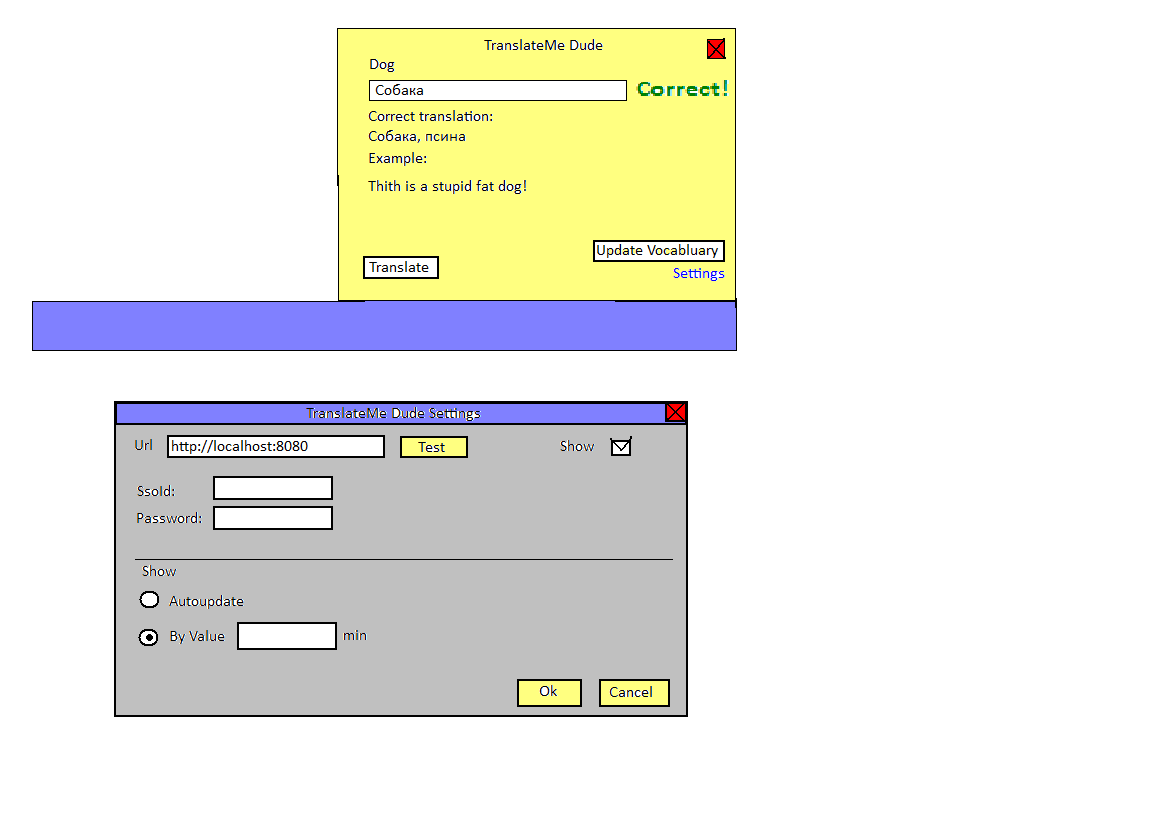 TranslateMe Dude
Dog
Собака
Correct!
Correct translation:
Собака, псина
Example:
Thith is a stupid fat dog!
Update Vocabluary
Translate
Settings
TranslateMe Dude Settings
Url http://localhost:8080 Test Show
SsoId:
Password:
Show
Autoupdate
By Value min
Ok Cancel